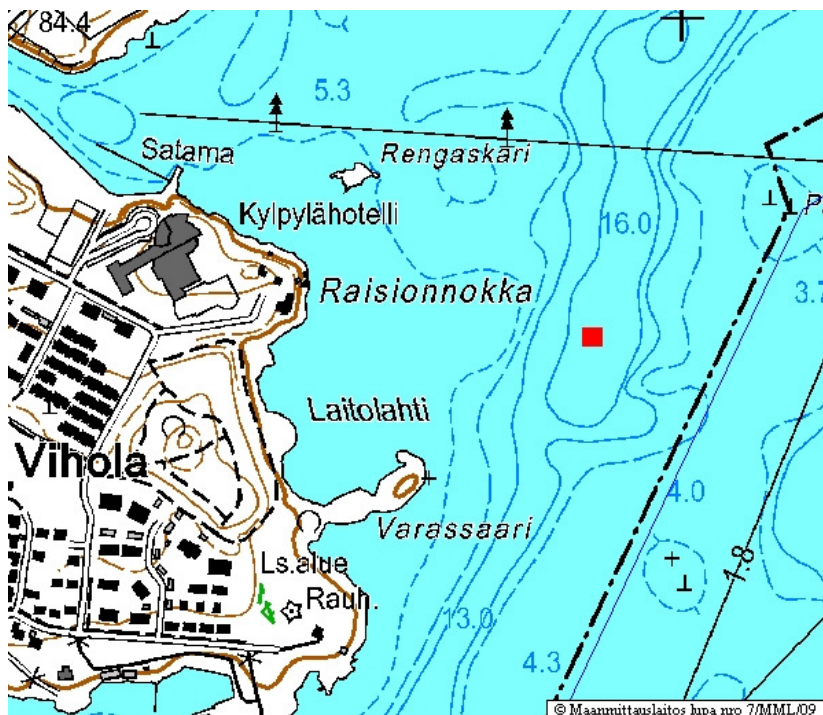 84.4
5.3
Satama
Rengaskäri
Kylpylähotelli
16.0
Raisionnokka
3.7
Laitolahti
Vihola
4.0
Varassaari
1.8
Ls.alue
Rauh.
13.0
4.3
© Maanmittauslaitos lupa nro 7/MML/09